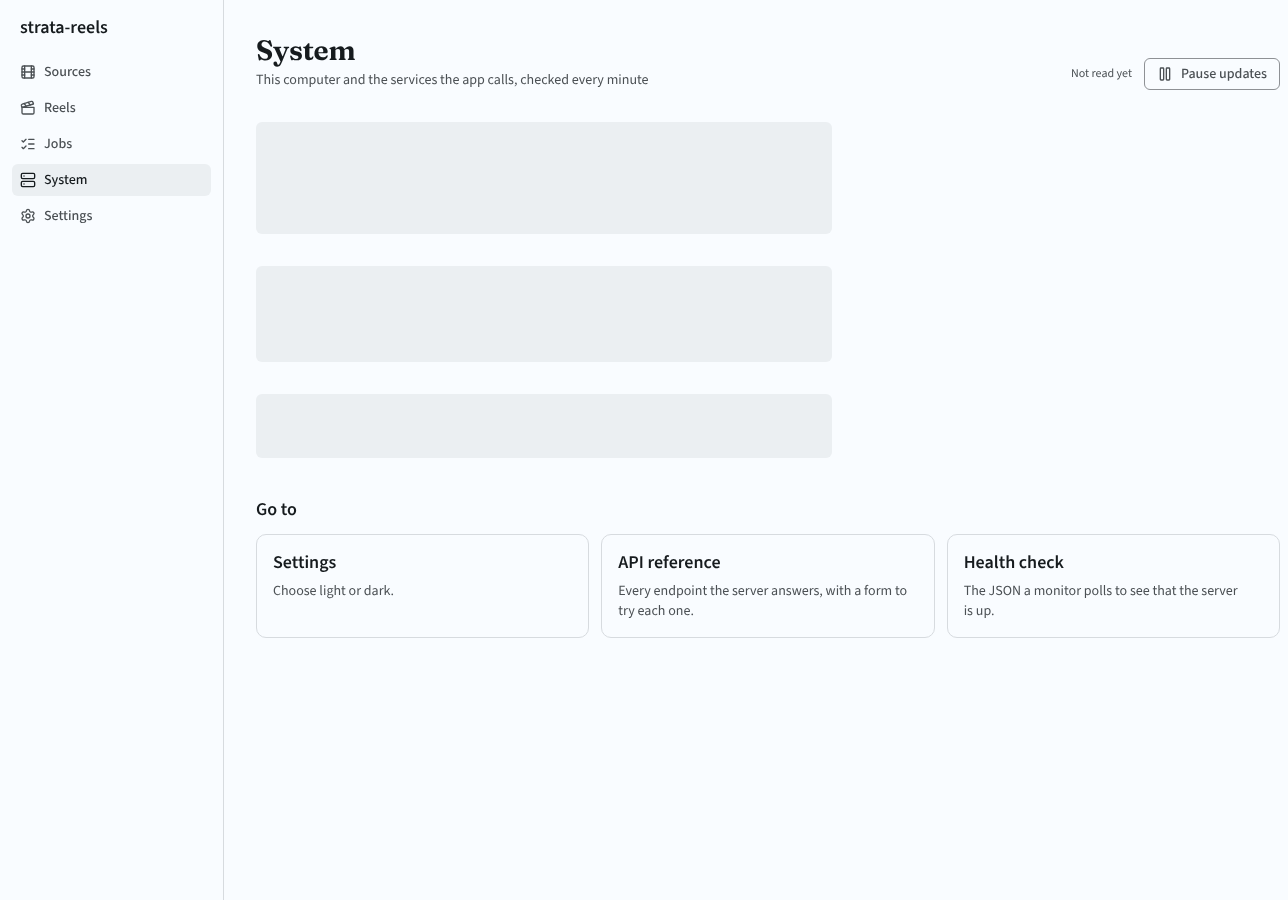 strata-reels
Sources
Reels
Jobs
System
Settings
System
This computer and the services the app calls, checked every minute
Not read yet
Pause updates
Go to
Settings
Choose light or dark.
API reference
Every endpoint the server answers, with a form to
try each one.
Health check
The JSON a monitor polls to see that the server
is up.